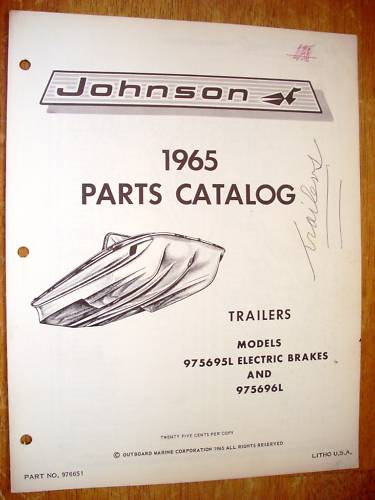 Johnson
1965
PARTS CATALOG
trailers
TRAILERS
MODELS
975695L ELECTRIC BRAKES
AND
975696L
TWENTY FIVE CENTS PER COPY
© OUTBOARD MARINE CORPORATION 1965 ALL RIGHTS RESERVED
PART NO. 976651
LITHO U.S.A.